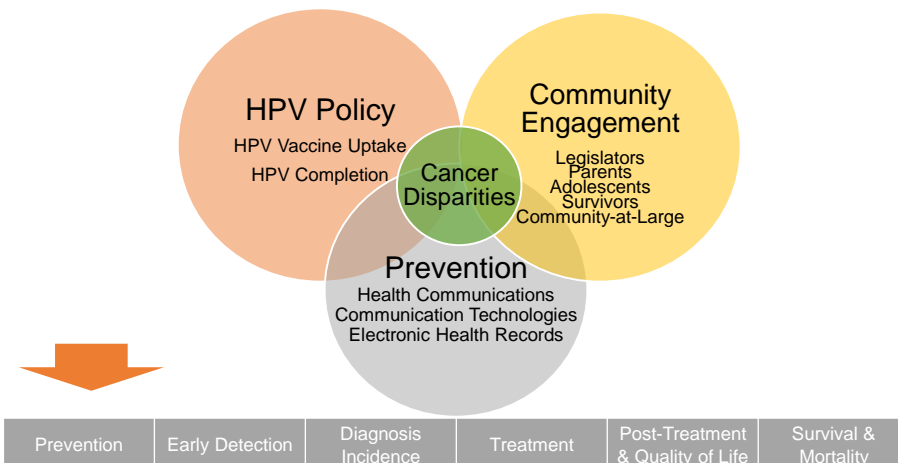 HPV Policy
HPV Vaccine Uptake
HPV Completion
Community
Engagement
Legislators
Parents
Adolescents
Survivors
Community-at-Large
Cancer
Disparities
Prevention
Health Communications
Communication Technologies
Electronic Health Records
Prevention
Early Detection
Diagnosis
Incidence
Treatment
Post-Treatment
& Quality of Life
Survival &
Mortality